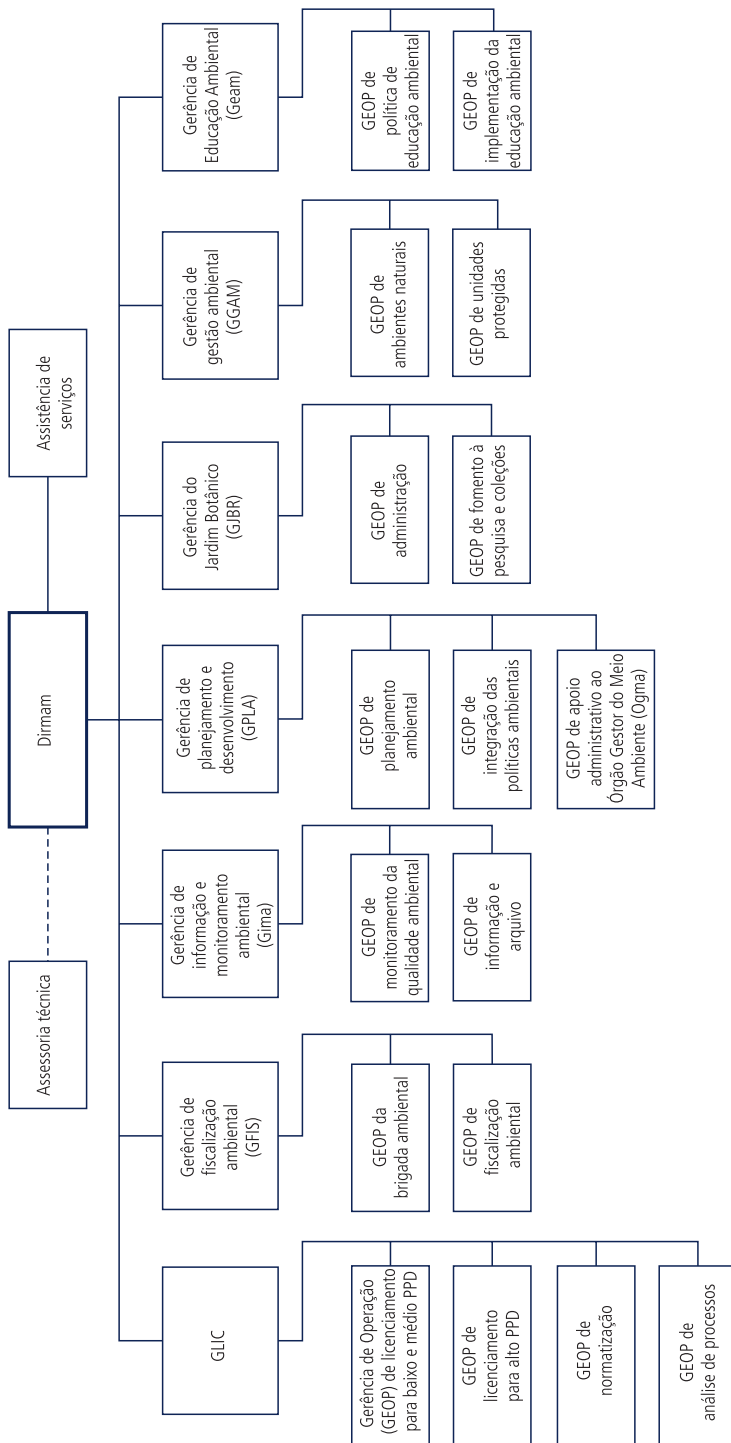 Dirmam
Assessoria técnica
Assistência de
serviços
GLIC
Gerência de Operação
(GEOP) de licenciamento
para baixo e médio PPD
GEOP de
licenciamento
para alto PPD
GEOP de
normatização
GEOP de
análise de processos
Gerência de
fiscalização
ambiental
(GFIS)
GEOP da
brigada ambiental
GEOP de
fiscalização
ambiental
Gerência de
informação e
monitoramento
ambiental
(Gima)
GEOP de
monitoramento da
qualidade ambiental
GEOP de
informação e
arquivo
Gerência de
planejamento e
desenvolvimento
(GPLA)
GEOP de
planejamento
ambiental
GEOP de
integração das
políticas ambientais
GEOP de apoio
administrativo ao
Órgão Gestor do Meio
Ambiente (Ogma)
Gerência do
Jardim Botânico
(GJBR)
GEOP de
administração
GEOP de fomento à
pesquisa e coleções
Gerência de
gestão ambiental
(GGAM)
GEOP de
ambientes naturais
GEOP de unidades
protegidas
Gerência de
Educação Ambiental
(Geam)
GEOP de
política de
educação ambiental
GEOP de
implementação da
educação ambiental